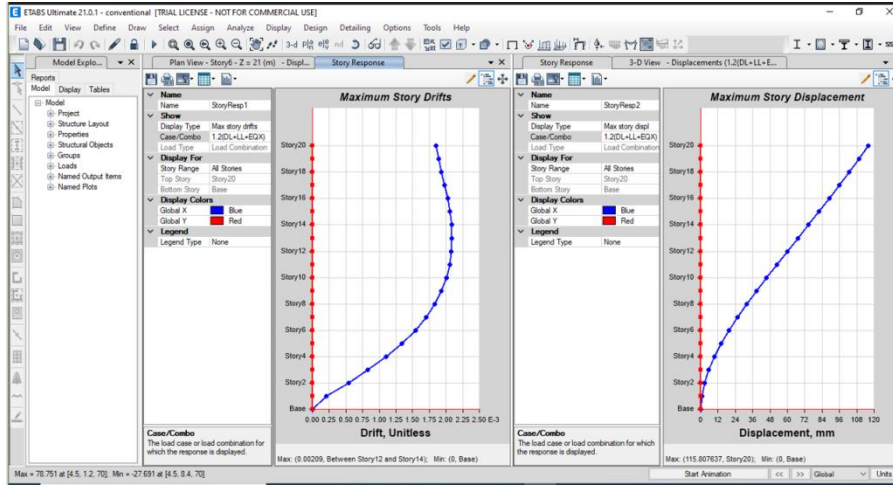 ETABS Ultimate 21.0.1 - conventional [TRIAL LICENSE - NOT FOR COMMERCIAL USE]
File Edit View Define Draw Select Assign Analyze Display Design Detailing Options Tools Help
Model Explo...
Reports
Model Display Tables
Model
Project
Structure Layout
Properties
Structural Objects
Groups
Loads
Named Output Items
Named Plots
Plan View - Story6 - Z = 21 (m) - Displ...
Story Response
Name
Name StoryResp1
Show
Display Type Max story drifts
Case/Combo 1.2(DL+LL+EQX)
Load Type Load Combination
Display For
Story Range All Stories
Top Story Story20
Bottom Story Base
Display Colors
Global X Blue
Global Y Red
Legend
Legend Type None
Case/Combo
The load case or load combination for
which the response is displayed.
Maximum Story Drifts
Story20
Story18
Story16
Story14
Story12
Story10
Story8
Story6
Story4
Story2
Base
0.00 0.25 0.50 0.75 1.00 1.25 1.50 1.75 2.00 2.25 2.50 E-3
Drift, Unitless
Max: (0.00209, Between Story12 and Story14); Min: (0, Base)
Story Response
3-D View - Displacements (1.2(DL+LL+E...
Name
Name StoryResp2
Show
Display Type Max story displ
Case/Combo 1.2(DL+LL+EQX)
Load Type Load Combination
Display For
Story Range All Stories
Top Story Story20
Bottom Story Base
Display Colors
Global X Blue
Global Y Red
Legend
Legend Type None
Case/Combo
The load case or load combination for which
the response is displayed.
Maximum Story Displacement
Story20
Story18
Story16
Story14
Story12
Story10
Story8
Story6
Story4
Story2
Base
0 12 24 36 48 60 72 84 96 108 120
Displacement, mm
Max: (115.807637, Story20); Min: (0, Base)
Max = 78.751 at [4.5, 1.2, 70]; Min = -27.691 at [4.5, 8.4, 70]
Start Animation << >> Global Units